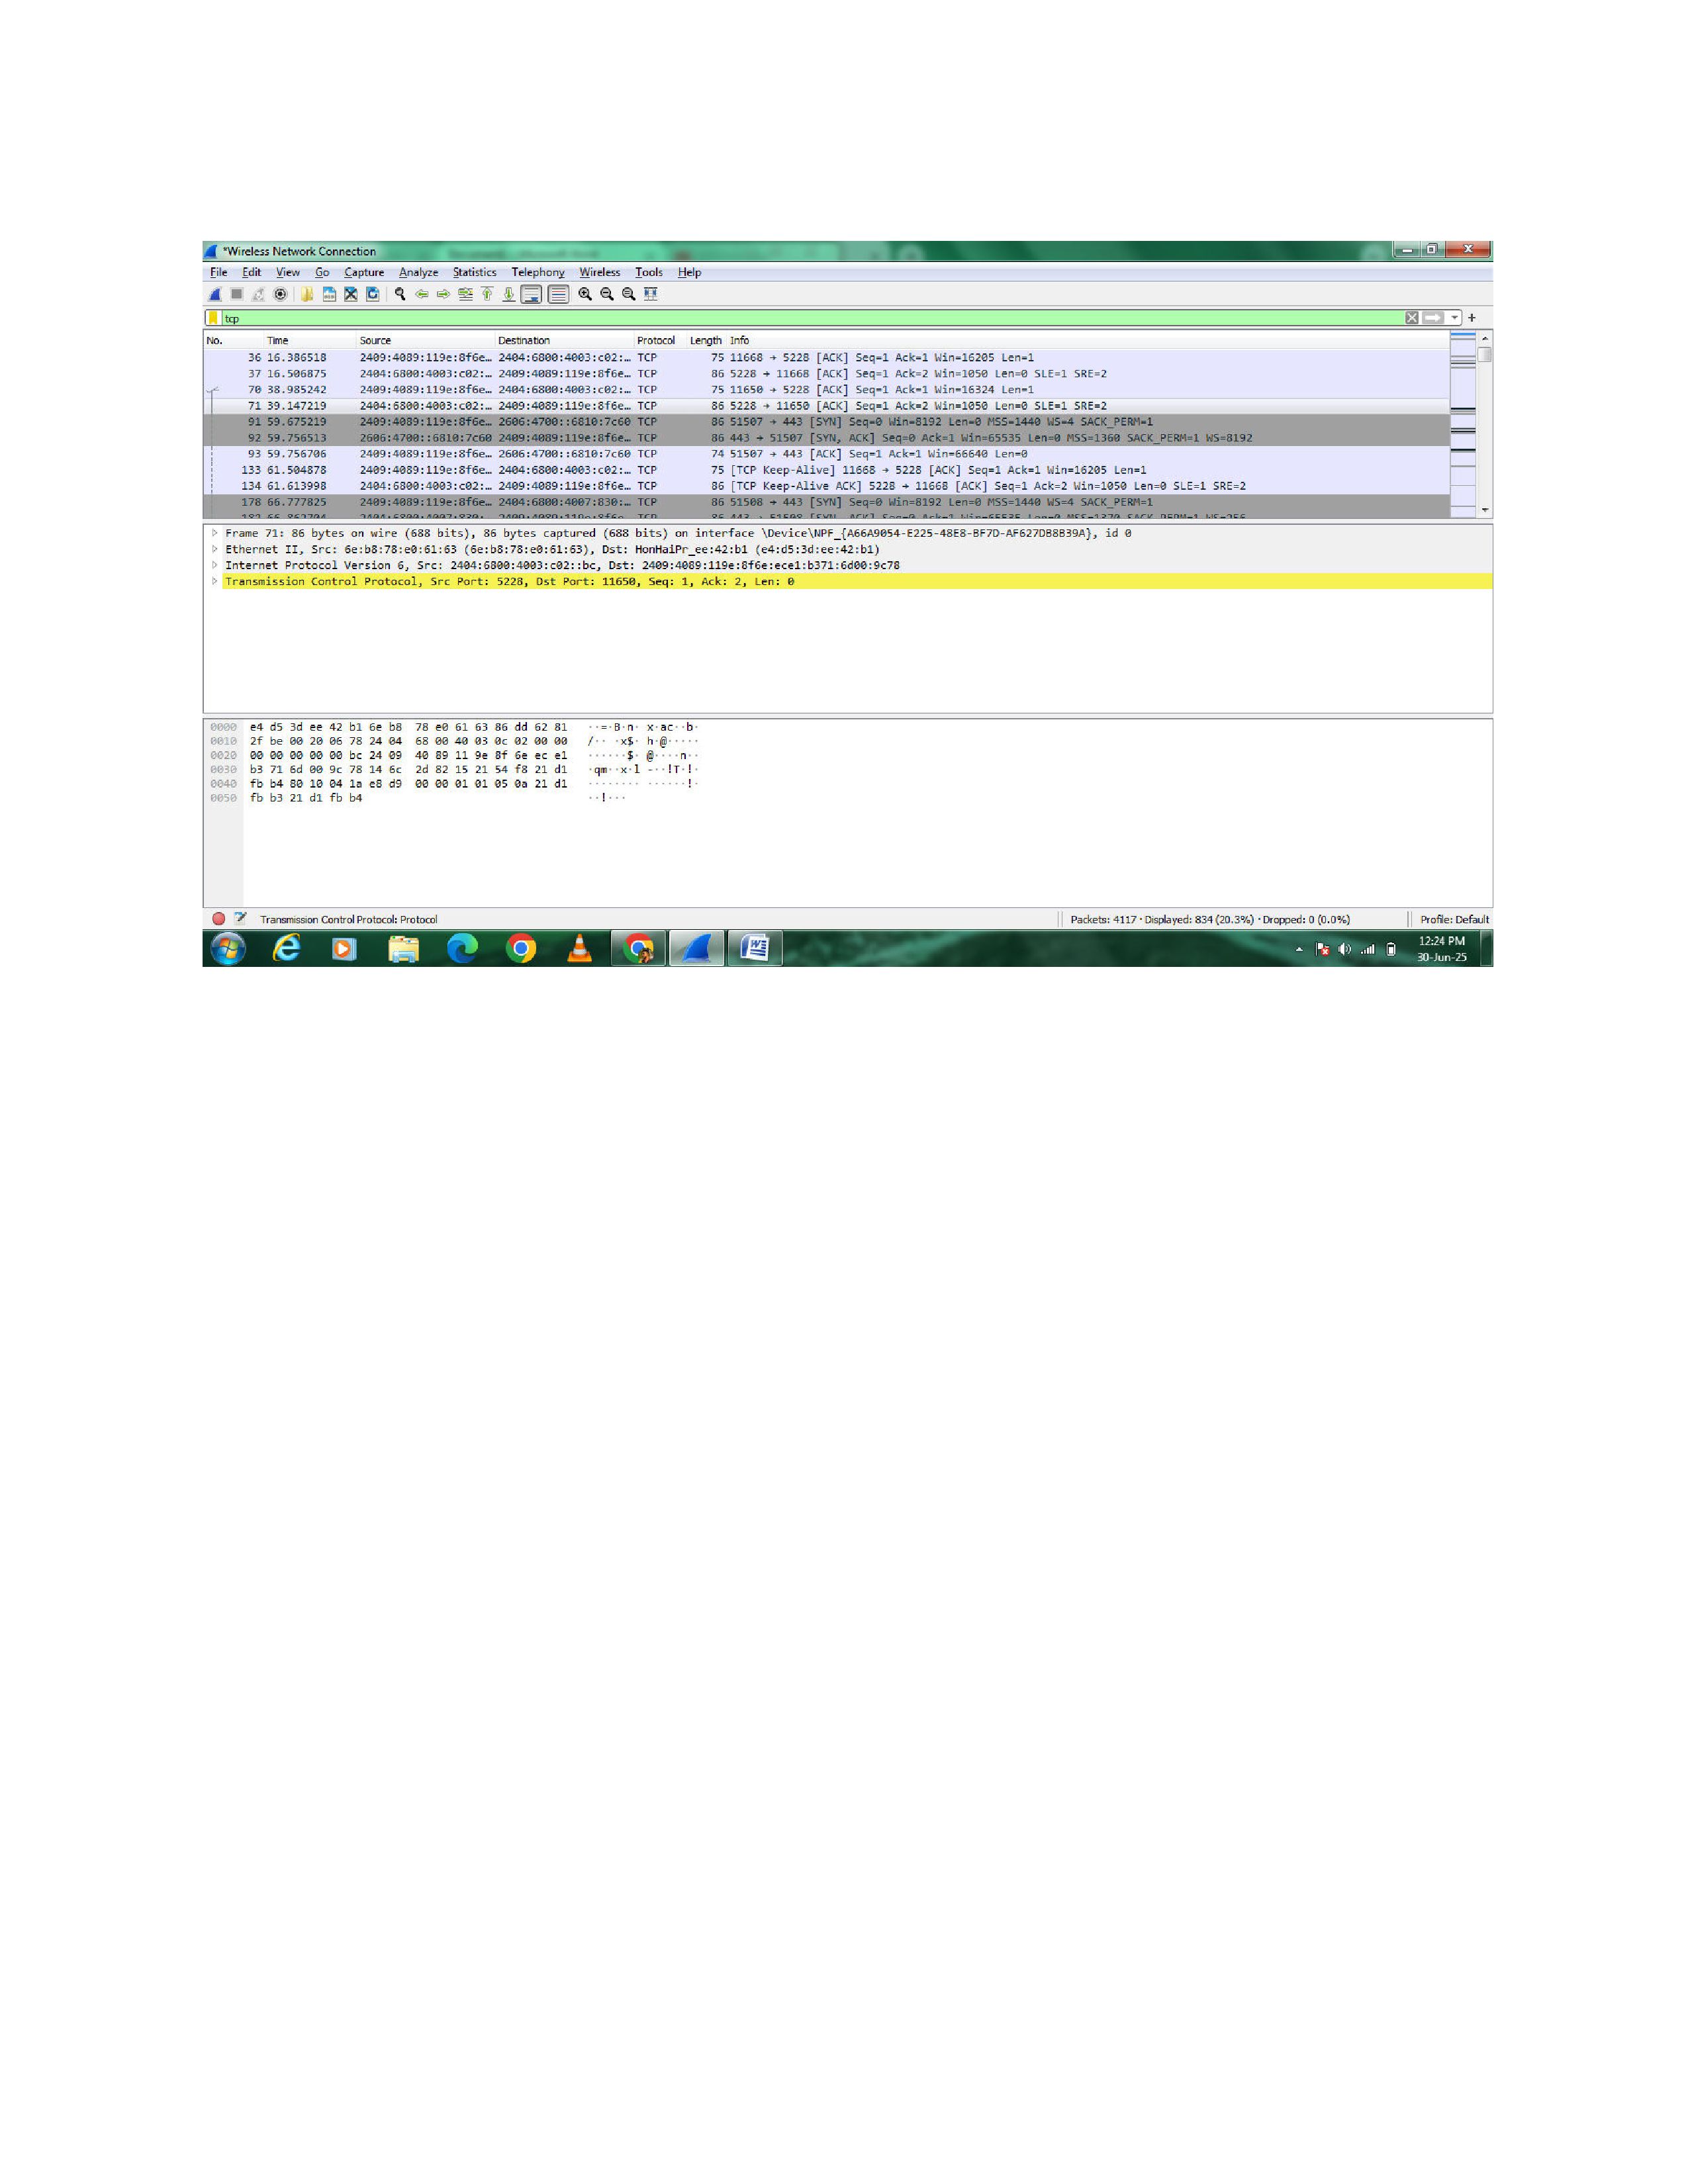 *Wireless Network Connection
File Edit View Go Capture Analyze Statistics Telephony Wireless Tools Help
tcp
No. Time Source Destination Protocol Length Info
36 16.386518 2409:4089:119e:8f6e… 2404:6800:4003:c02:… TCP 75 11668 → 5228 [ACK] Seq=1 Ack=1 Win=16205 Len=1
37 16.506875 2404:6800:4003:c02:… 2409:4089:119e:8f6e… TCP 86 5228 → 11668 [ACK] Seq=1 Ack=2 Win=1050 Len=0 SLE=1 SRE=2
70 38.985242 2409:4089:119e:8f6e… 2404:6800:4003:c02:… TCP 75 11650 → 5228 [ACK] Seq=1 Ack=1 Win=16324 Len=1
71 39.147219 2404:6800:4003:c02:… 2409:4089:119e:8f6e… TCP 86 5228 → 11650 [ACK] Seq=1 Ack=2 Win=1050 Len=0 SLE=1 SRE=2
91 59.675219 2409:4089:119e:8f6e… 2606:4700::6810:7c60 TCP 86 51507 → 443 [SYN] Seq=0 Win=8192 Len=0 MSS=1440 WS=4 SACK_PERM=1
92 59.756513 2606:4700::6810:7c60 2409:4089:119e:8f6e… TCP 86 443 → 51507 [SYN, ACK] Seq=0 Ack=1 Win=65535 Len=0 MSS=1360 SACK_PERM=1 WS=8192
93 59.756706 2409:4089:119e:8f6e… 2606:4700::6810:7c60 TCP 74 51507 → 443 [ACK] Seq=1 Ack=1 Win=66640 Len=0
133 61.504878 2409:4089:119e:8f6e… 2404:6800:4003:c02:… TCP 75 [TCP Keep-Alive] 11668 → 5228 [ACK] Seq=1 Ack=1 Win=16205 Len=1
134 61.613998 2404:6800:4003:c02:… 2409:4089:119e:8f6e… TCP 86 [TCP Keep-Alive ACK] 5228 → 11668 [ACK] Seq=1 Ack=2 Win=1050 Len=0 SLE=1 SRE=2
178 66.777825 2409:4089:119e:8f6e… 2404:6800:4007:830:… TCP 86 51508 → 443 [SYN] Seq=0 Win=8192 Len=0 MSS=1440 WS=4 SACK_PERM=1
Frame 71: 86 bytes on wire (688 bits), 86 bytes captured (688 bits) on interface \Device\NPF_{A66A9054-E225-48E8-BF7D-AF627DB8B39A}, id 0
Ethernet II, Src: 6e:b8:78:e0:61:63 (6e:b8:78:e0:61:63), Dst: HonHaiPr_ee:42:b1 (e4:d5:3d:ee:42:b1)
Internet Protocol Version 6, Src: 2404:6800:4003:c02::bc, Dst: 2409:4089:119e:8f6e:ece1:b371:6d00:9c78
Transmission Control Protocol, Src Port: 5228, Dst Port: 11650, Seq: 1, Ack: 2, Len: 0
0000 e4 d5 3d ee 42 b1 6e b8 78 e0 61 63 86 dd 62 81 ··=·B·n· x·ac··b·
0010 2f be 00 20 06 78 24 04 68 00 40 03 0c 02 00 00 /·· ·x$· h·@·····
0020 00 00 00 00 00 bc 24 09 40 89 11 9e 8f 6e ec e1 ······$· @····n··
0030 b3 71 6d 00 9c 78 14 6c 2d 82 15 21 54 f8 21 d1 ·qm··x·l -··!T·!·
0040 fb b4 80 10 04 1a e8 d9 00 00 01 01 05 0a 21 d1 ········ ······!·
0050 fb b3 21 d1 fb b4 ··!···
Transmission Control Protocol: Protocol Packets: 4117 · Displayed: 834 (20.3%) · Dropped: 0 (0.0%) Profile: Default
12:24 PM
30-Jun-25